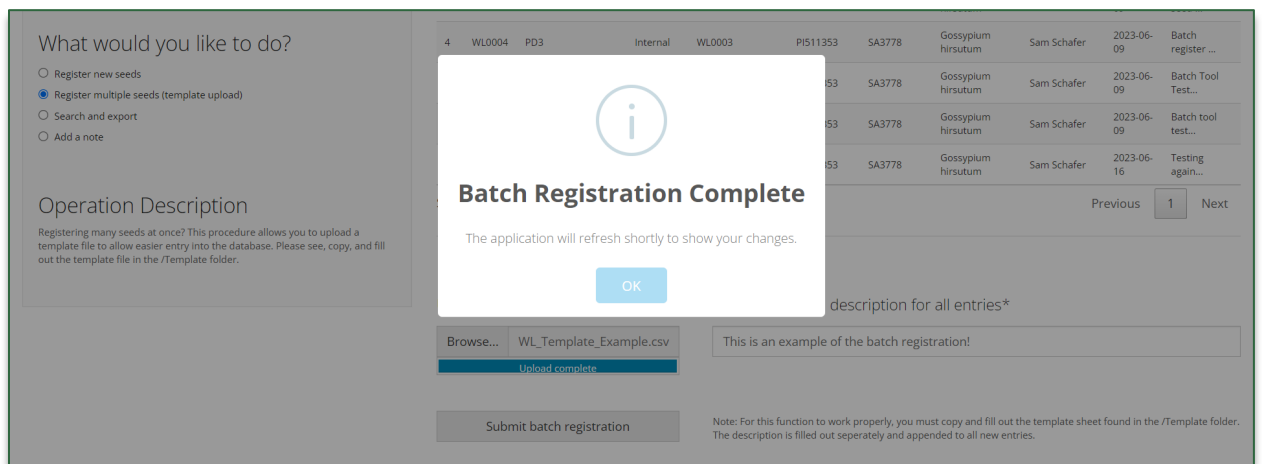 What would you like to do?
Register new seeds
Register multiple seeds (template upload)
Search and export
Add a note
Operation Description
Registering many seeds at once? This procedure allows you to upload a
template file to allow easier entry into the database. Please see, copy, and fill
out the template file in the /Template folder.
hirsutum 09
4 WL0004 PD3 Internal WL0003 PI511353 SA3778 Gossypium hirsutum Sam Schafer 2023-06-09 Batch register ...
353 SA3778 Gossypium hirsutum Sam Schafer 2023-06-09 Batch Tool Test...
353 SA3778 Gossypium hirsutum Sam Schafer 2023-06-09 Batch tool test...
353 SA3778 Gossypium hirsutum Sam Schafer 2023-06-16 Testing again...
Previous 1 Next
i
Batch Registration Complete
The application will refresh shortly to show your changes.
OK
description for all entries*
Browse... WL_Template_Example.csv
Upload complete
This is an example of the batch registration!
Submit batch registration
Note: For this function to work properly, you must copy and fill out the template sheet found in the /Template folder.
The description is filled out seperately and appended to all new entries.